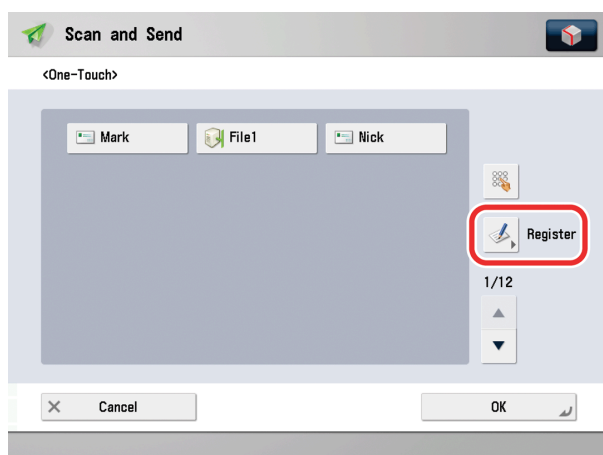 Scan and Send
<One-Touch>
Mark File1 Nick
Register
1/12
Cancel OK